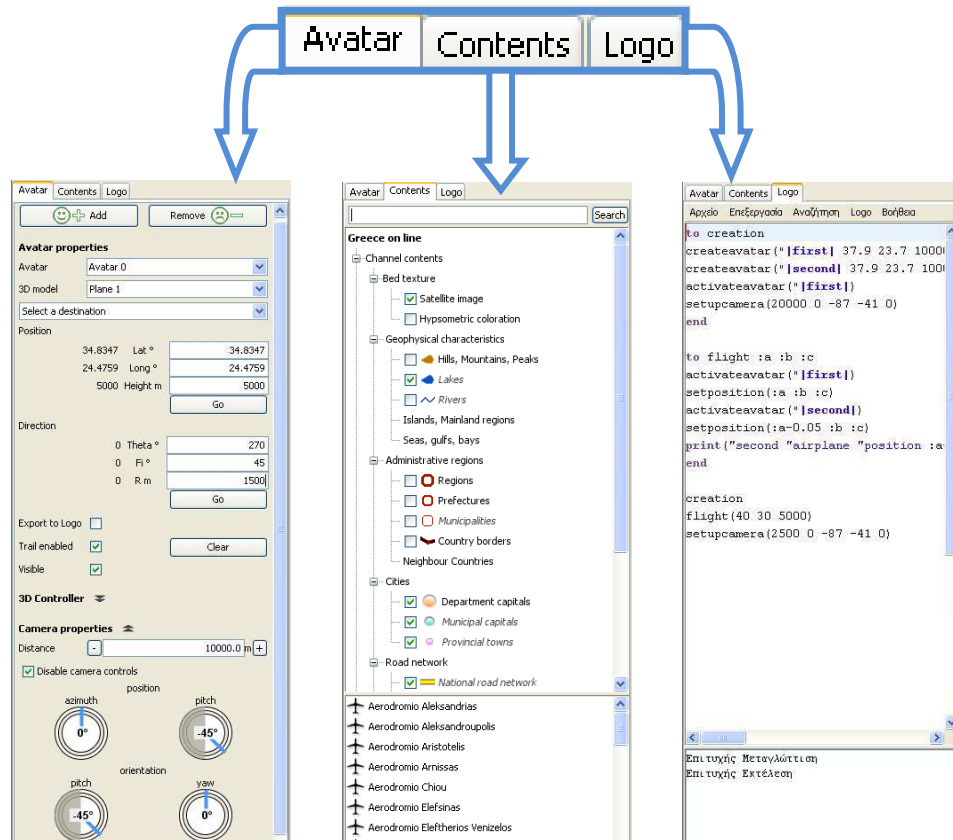 Avatar Contents Logo
Avatar Contents Logo
Add Remove
Avatar properties
Avatar Avatar 0
3D model Plane 1
Select a destination
Position
34.8347 Lat ° 34.8347
24.4759 Long ° 24.4759
5000 Height m 5000
Go
Direction
0 Theta ° 270
0 Fi ° 45
0 R m 1500
Go
Export to Logo
Trail enabled Clear
Visible
3D Controller
Camera properties
Distance - 10000.0 m +
Disable camera controls
position
azimuth pitch
0° -45°
orientation
pitch yaw
-45° 0°
Avatar Contents Logo
Search
Greece on line
Channel contents
Bed texture
Satellite image
Hypsometric coloration
Geophysical characteristics
Hills, Mountains, Peaks
Lakes
Rivers
Islands, Mainland regions
Seas, gulfs, bays
Administrative regions
Regions
Prefectures
Municipalities
Country borders
Neighbour Countries
Cities
Department capitals
Municipal capitals
Provincial towns
Road network
National road network
Aerodromio Aleksandrias
Aerodromio Aleksandroupolis
Aerodromio Aristotelis
Aerodromio Arnissas
Aerodromio Chiou
Aerodromio Elefsinas
Aerodromio Eleftherios Venizelos
Avatar Contents Logo
Αρχείο Επεξεργασία Αναζήτηση Logo Βοήθεια
to creation
createavatar("|first| 37.9 23.7 1000
createavatar("|second| 37.9 23.7 100
activateavatar("|first|)
setupcamera(20000 0 -87 -41 0)
end
to flight :a :b :c
activateavatar("|first|)
setposition(:a :b :c)
activateavatar("|second|)
setposition(:a-0.05 :b :c)
print("second "airplane "position :a
end
creation
flight(40 30 5000)
setupcamera(2500 0 -87 -41 0)
Επιτυχής Μεταγλώττιση
Επιτυχής Εκτέλεση